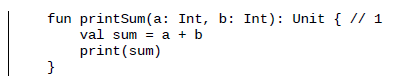 fun printSum(a: Int, b: Int): Unit { // 1
    val sum = a + b
    print(sum)
}